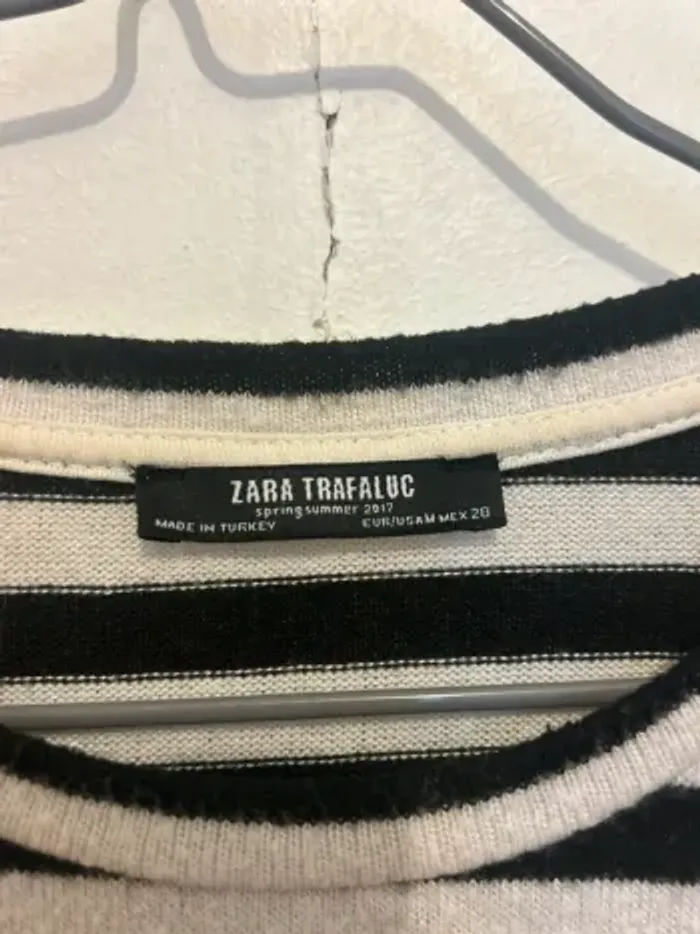 ZARA TRAFALUC
spring summer 2017
MADE IN TURKEY
EUR/USA M MEX 28